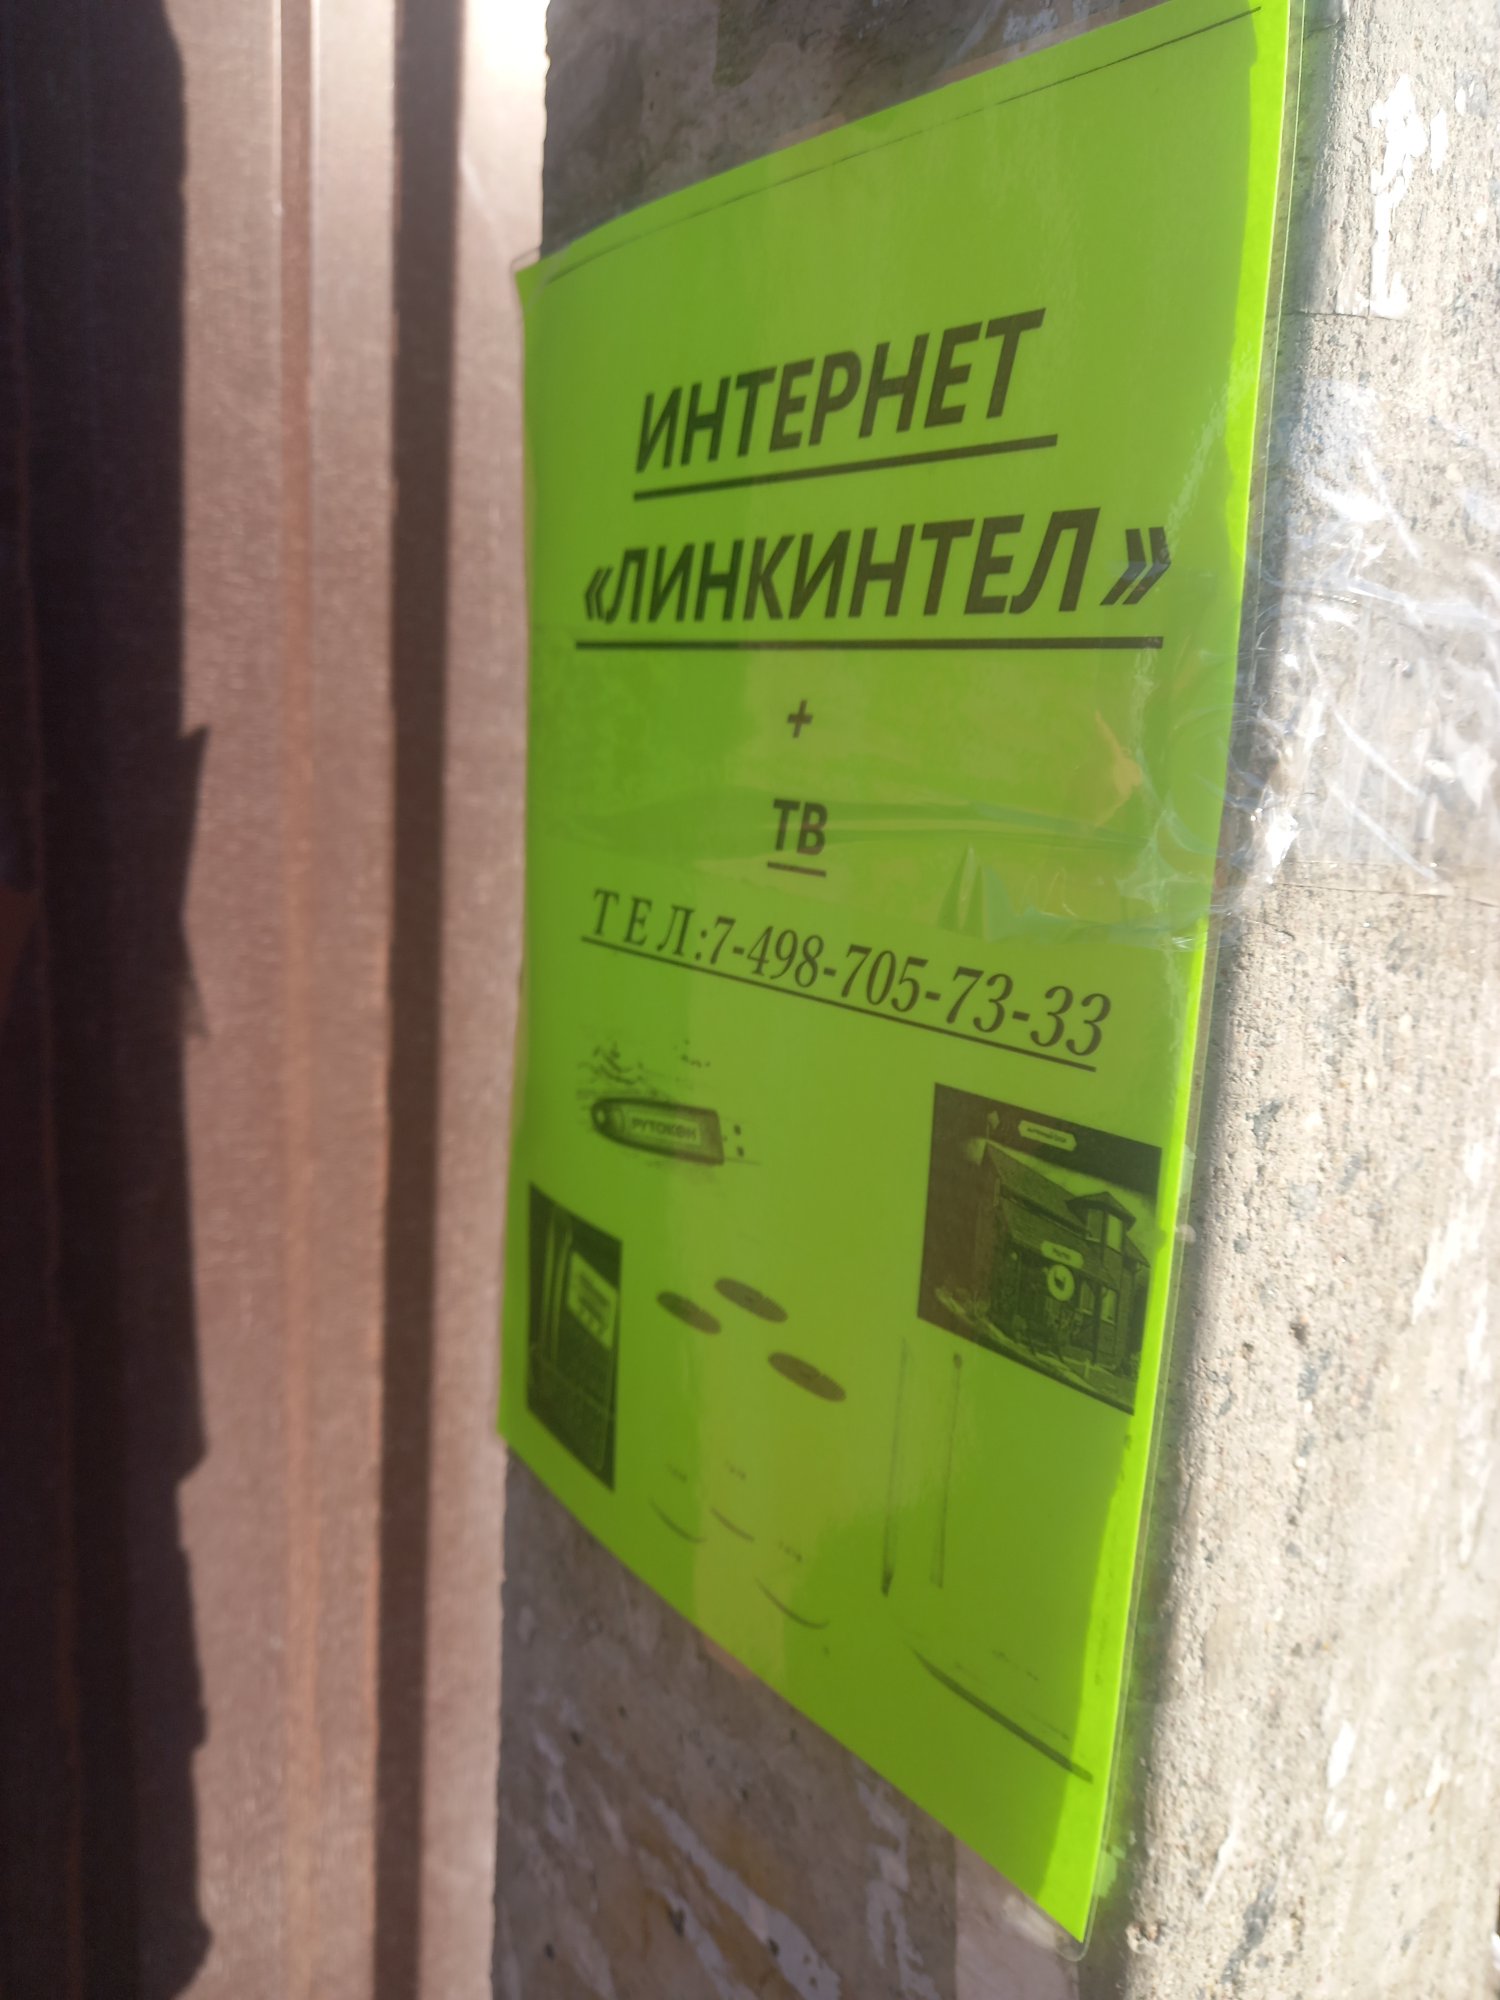 ИНТЕРНЕТ
«ЛИНКИНТЕЛ»
+
ТВ
ТЕЛ:7-498-705-73-33
РУТОКЕН